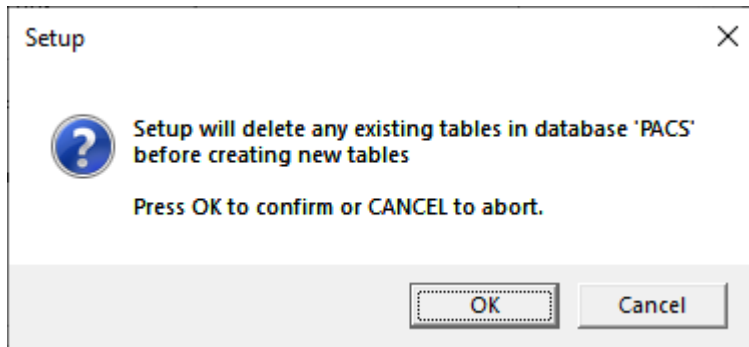 Setup
Setup will delete any existing tables in database 'PACS'
before creating new tables
Press OK to confirm or CANCEL to abort.
OK
Cancel